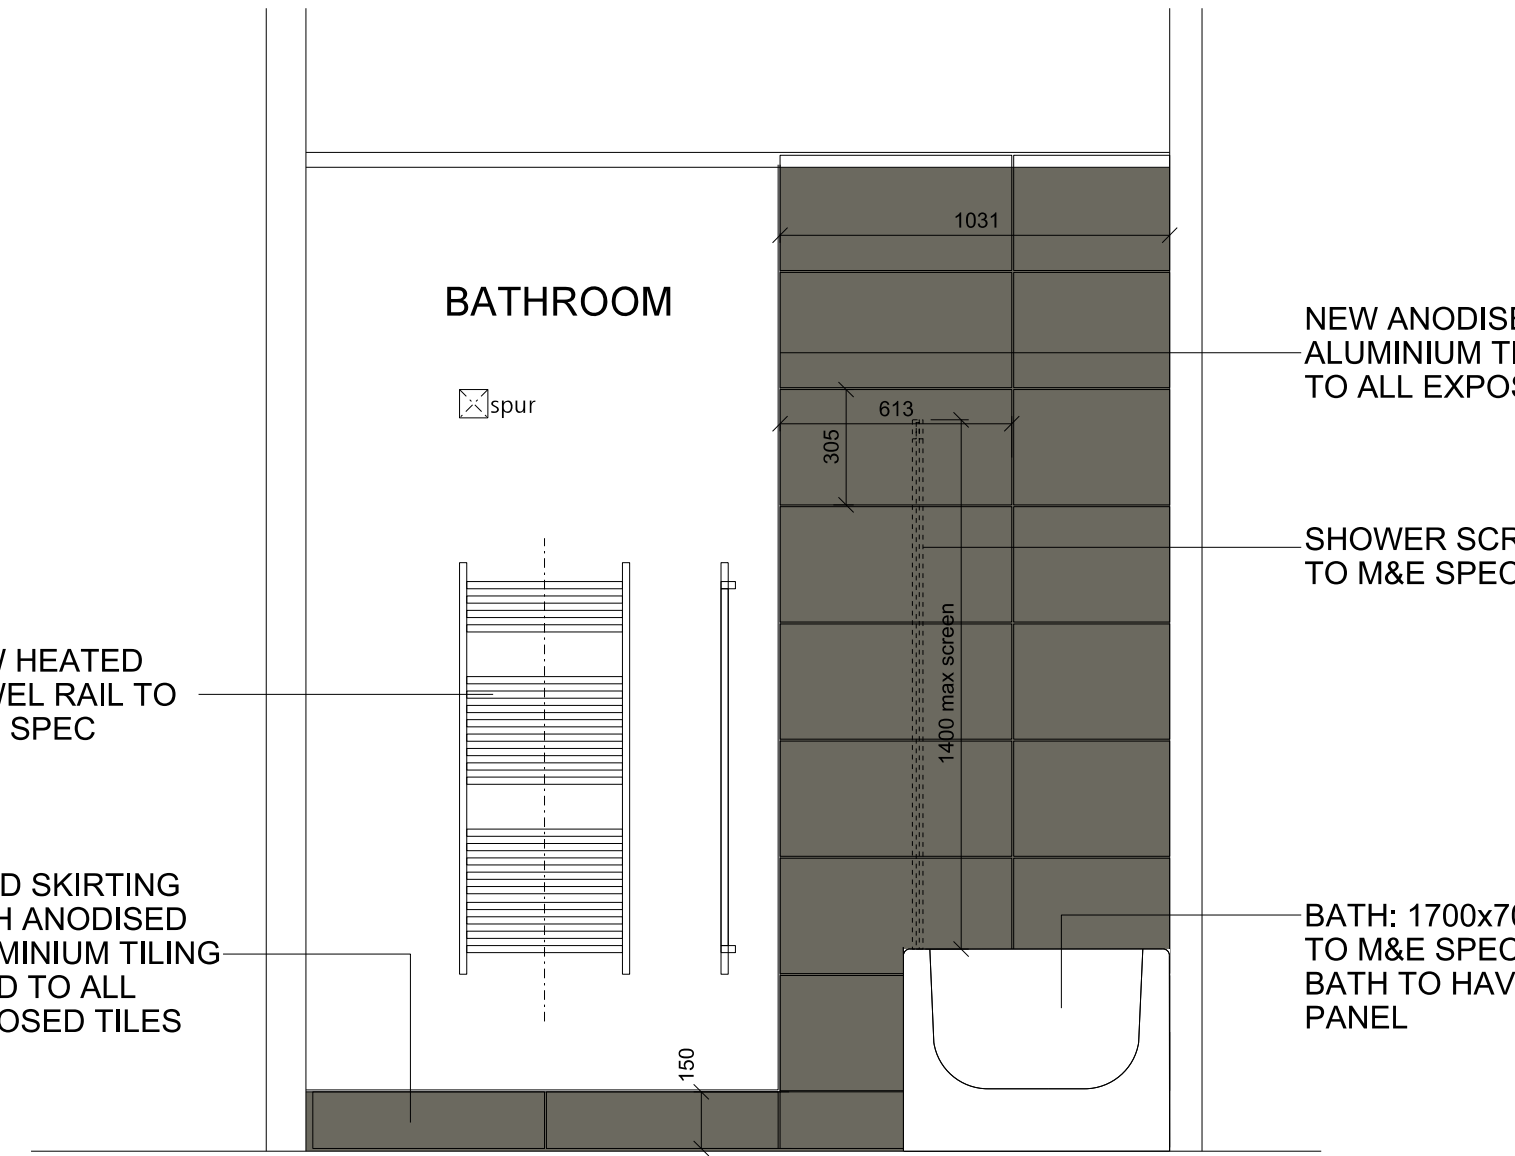 1031
BATHROOM
NEW ANODISE
ALUMINIUM TI
TO ALL EXPOS
spur
613
305
SHOWER SCR
TO M&E SPEC
1400 max screen
HEATED
WEL RAIL TO
SPEC
D SKIRTING
H ANODISED
MINIUM TILING
D TO ALL
OSED TILES
BATH: 1700x70
TO M&E SPEC
BATH TO HAV
PANEL
150